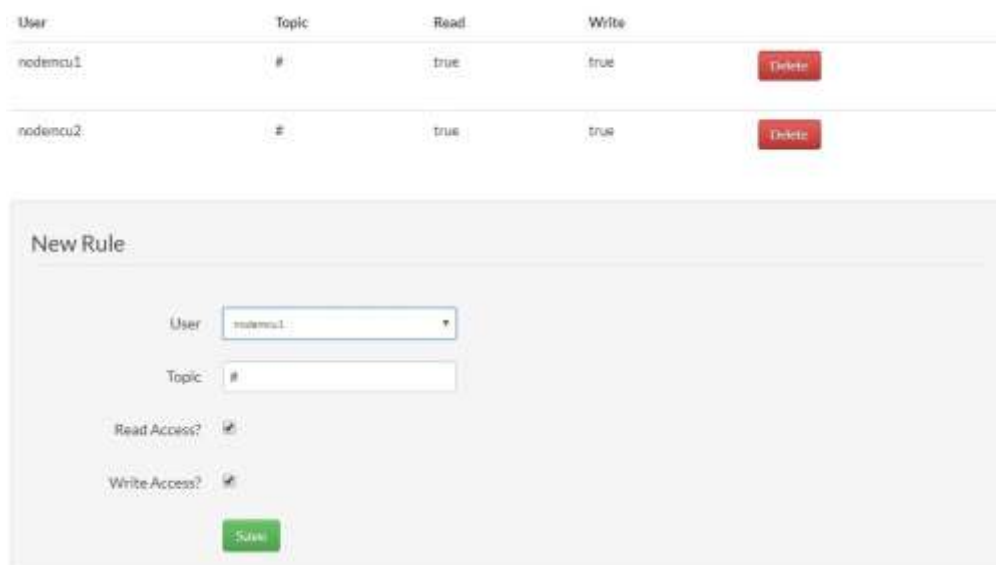 User Topic Read Write
nodemcu1 # true true Delete
nodemcu2 # true true Delete
New Rule
User nodemcu1
Topic #
Read Access?
Write Access?
Save